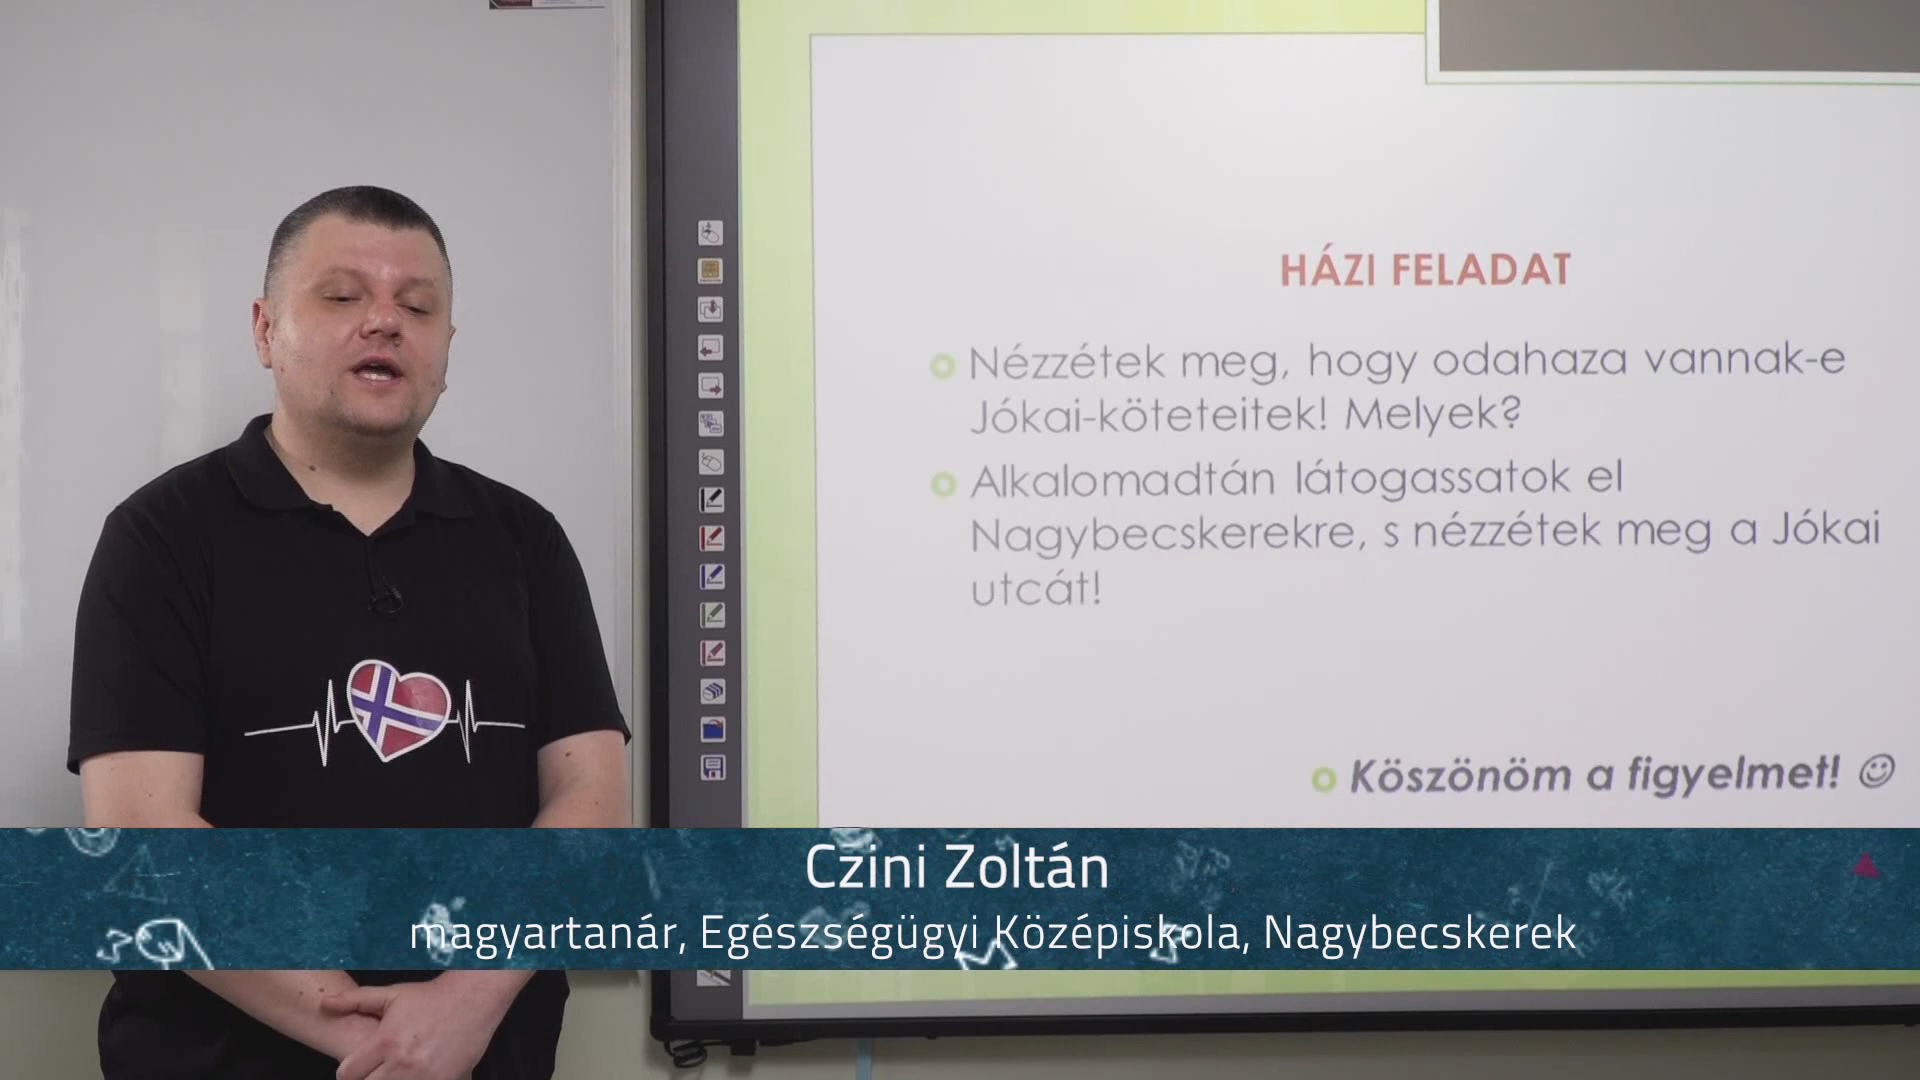 HÁZI FELADAT
Nézzétek meg, hogy odahaza vannak-e
Jókai-köteteitek! Melyek?
Alkalomadtán látogassatok el
Nagybecskerekre, s nézzétek meg a Jókai
utcát!
Köszönöm a figyelmet! ☺
Czini Zoltán
magyartanár, Egészségügyi Középiskola, Nagybecskerek